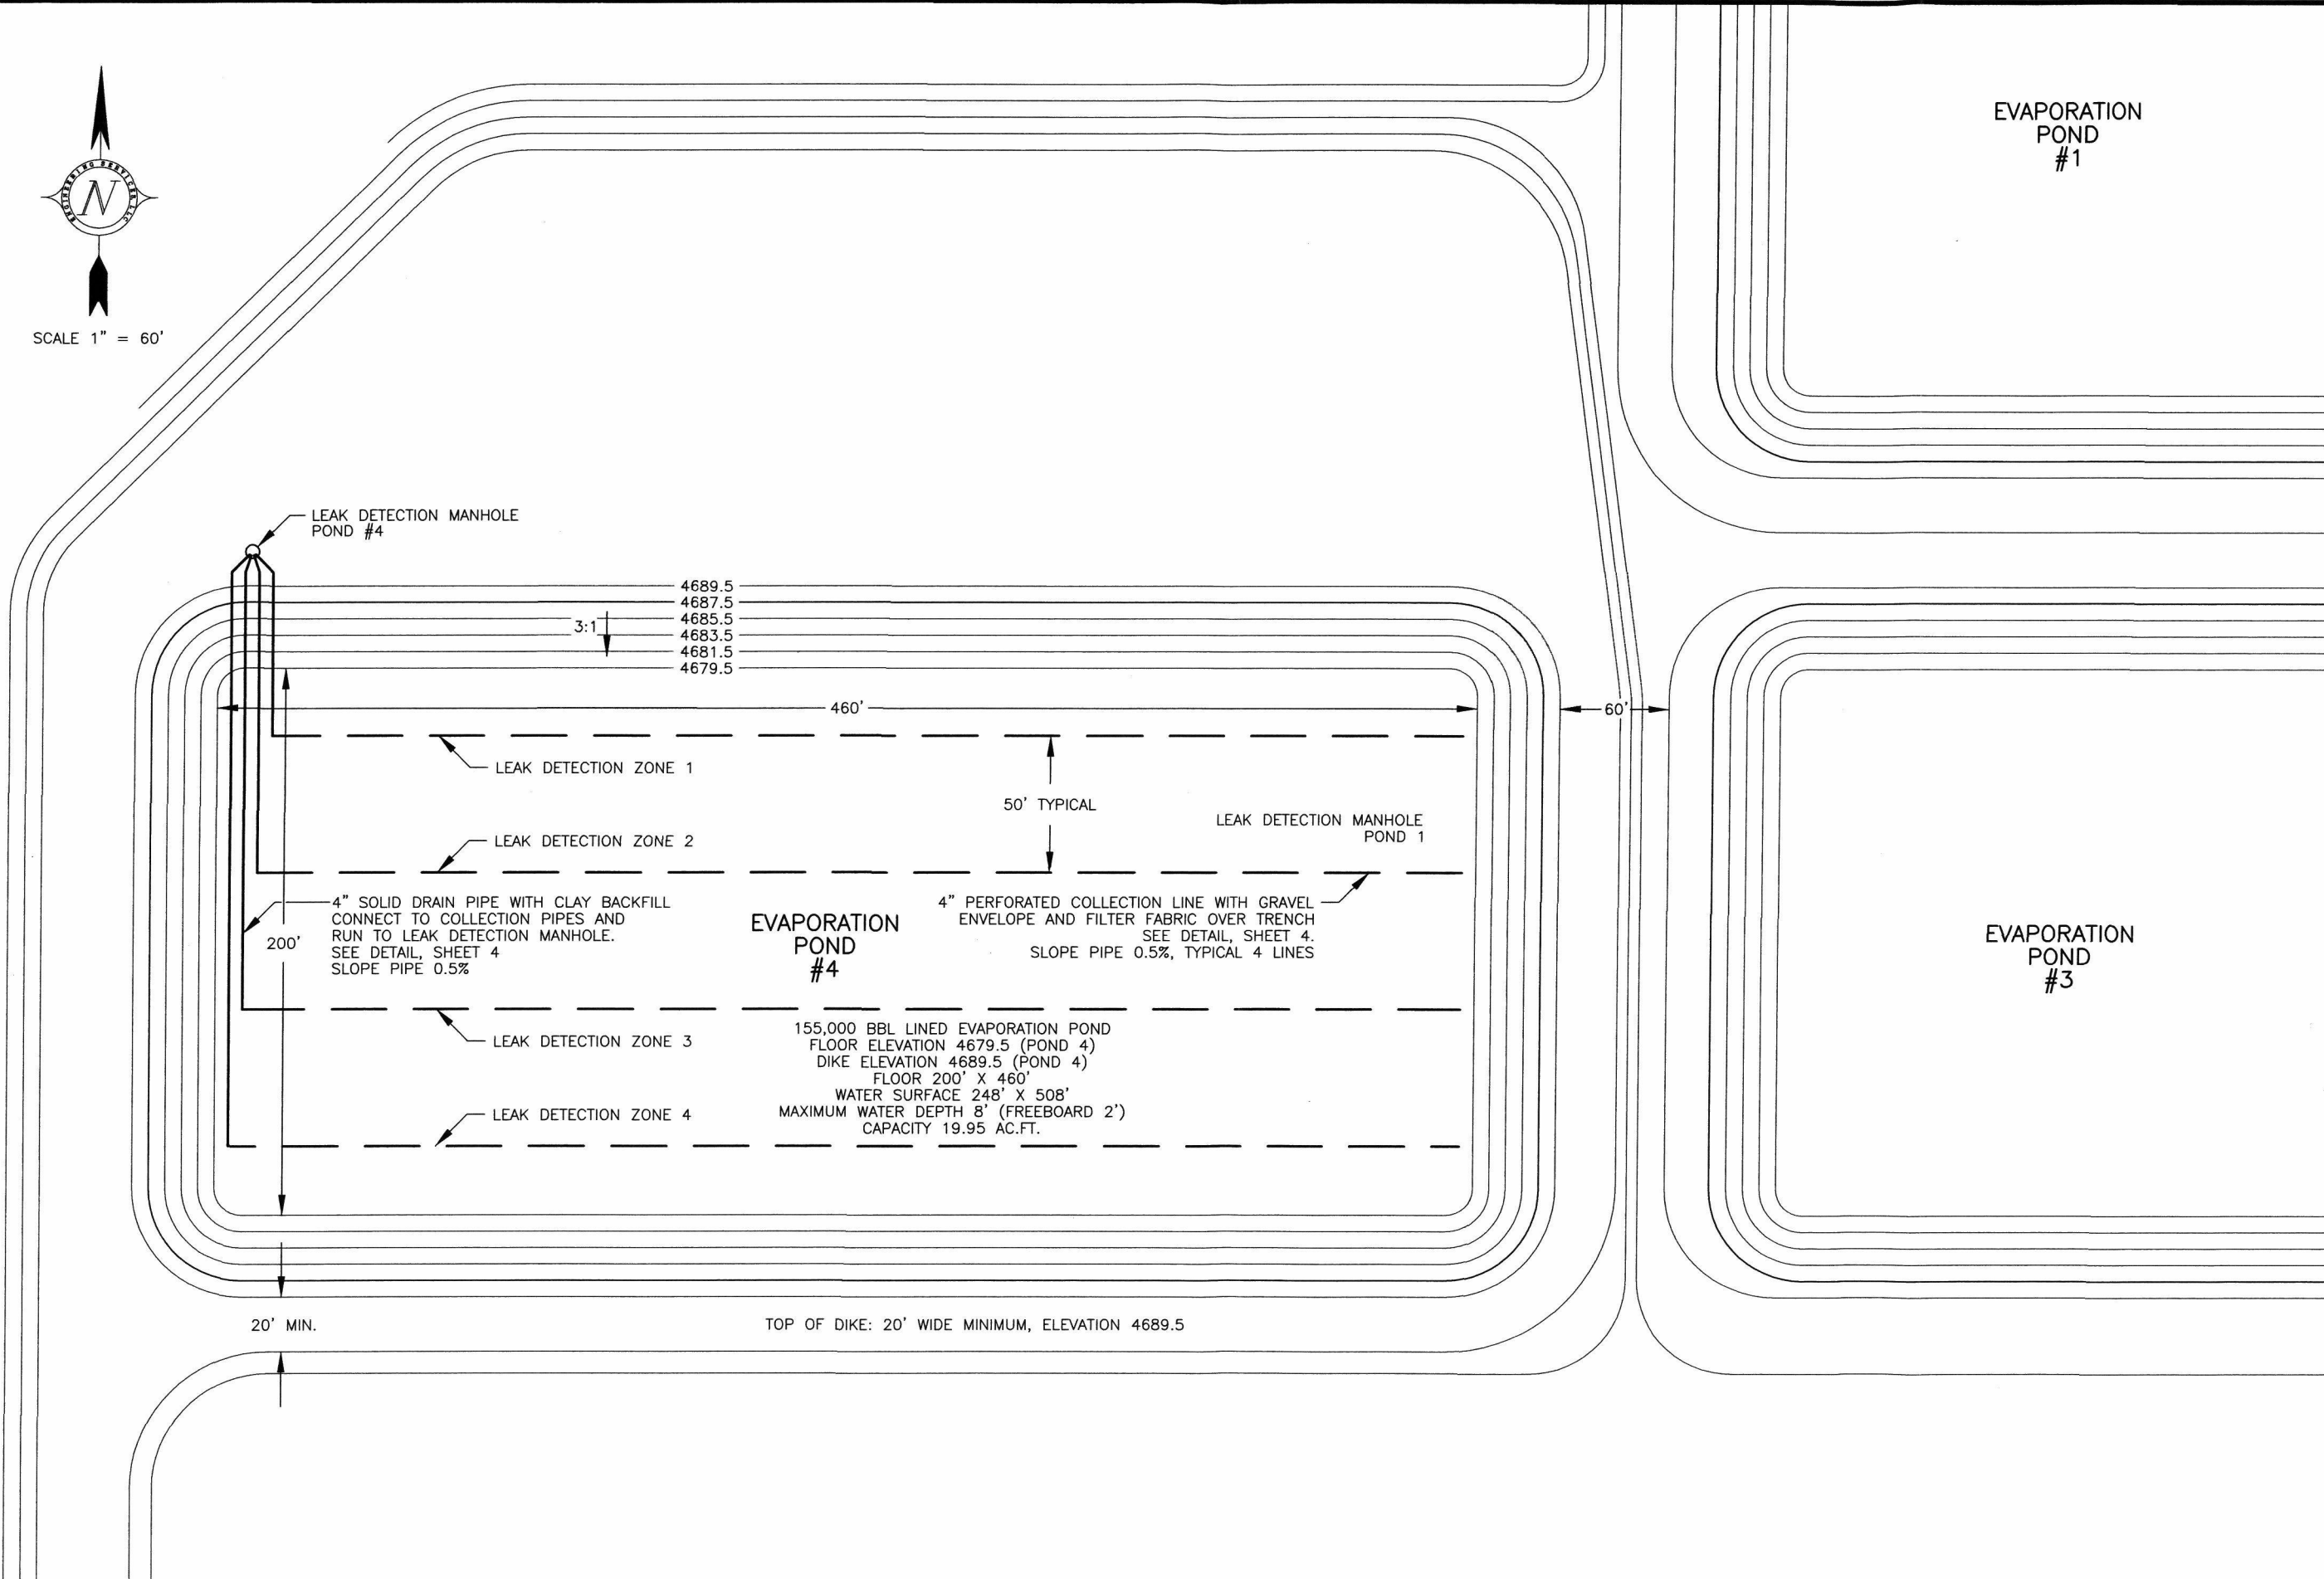 EVAPORATION
POND
#1
ENGINEERING SERVICES LLC
N
SCALE 1" = 60'
LEAK DETECTION MANHOLE
POND #4
4689.5
4687.5
4685.5
4683.5
4681.5
4679.5
3:1
460'
60'
LEAK DETECTION ZONE 1
50' TYPICAL
LEAK DETECTION MANHOLE
POND 1
LEAK DETECTION ZONE 2
4" SOLID DRAIN PIPE WITH CLAY BACKFILL
CONNECT TO COLLECTION PIPES AND
RUN TO LEAK DETECTION MANHOLE.
SEE DETAIL, SHEET 4
SLOPE PIPE 0.5%
200'
EVAPORATION
POND
#4
4" PERFORATED COLLECTION LINE WITH GRAVEL
ENVELOPE AND FILTER FABRIC OVER TRENCH
SEE DETAIL, SHEET 4.
SLOPE PIPE 0.5%, TYPICAL 4 LINES
EVAPORATION
POND
#3
LEAK DETECTION ZONE 3
155,000 BBL LINED EVAPORATION POND
FLOOR ELEVATION 4679.5 (POND 4)
DIKE ELEVATION 4689.5 (POND 4)
FLOOR 200' X 460'
WATER SURFACE 248' X 508'
MAXIMUM WATER DEPTH 8' (FREEBOARD 2')
CAPACITY 19.95 AC.FT.
LEAK DETECTION ZONE 4
20' MIN.
TOP OF DIKE: 20' WIDE MINIMUM, ELEVATION 4689.5